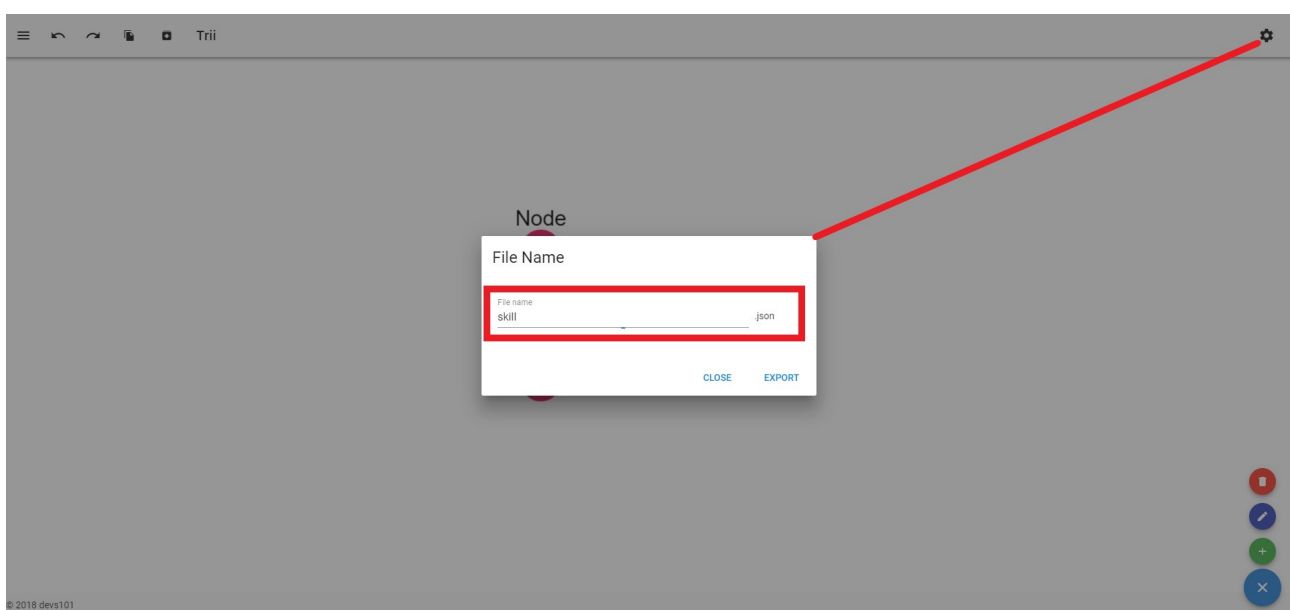 Trii
Node
File Name
File name
skill .json
CLOSE EXPORT
© 2018 devs101